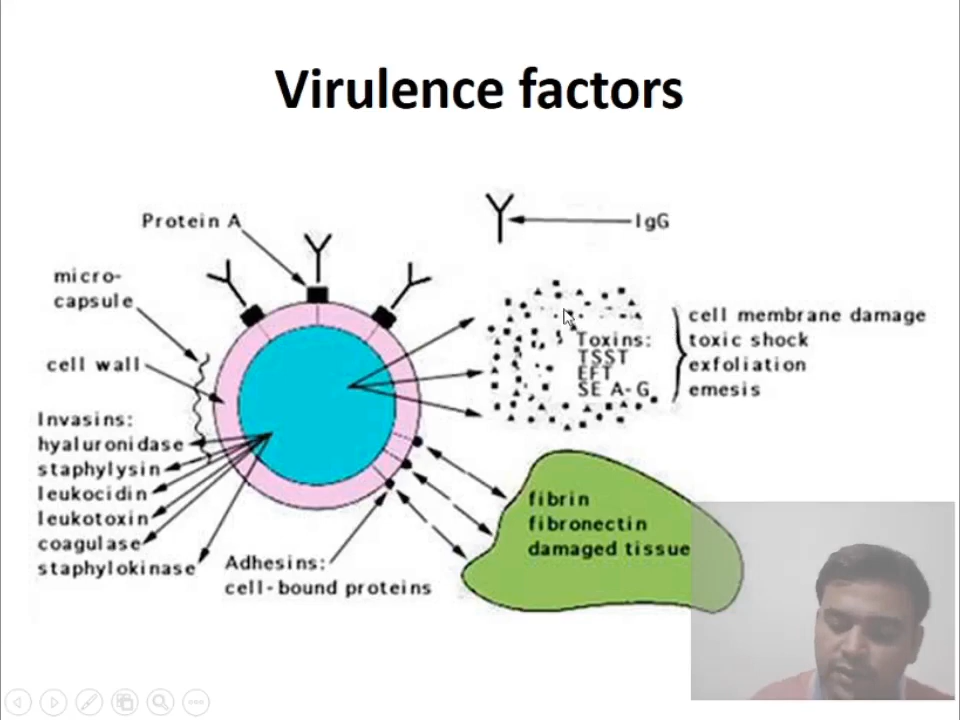 Virulence factors
Protein A
IgG
micro-
capsule
cell wall
Toxins:
TSST
EFT
SE A-G
cell membrane damage
toxic shock
exfoliation
emesis
Invasins:
hyaluronidase
staphylysin
leukocidin
leukotoxin
coagulase
staphylokinase
Adhesins:
cell-bound proteins
fibrin
fibronectin
damaged tissue